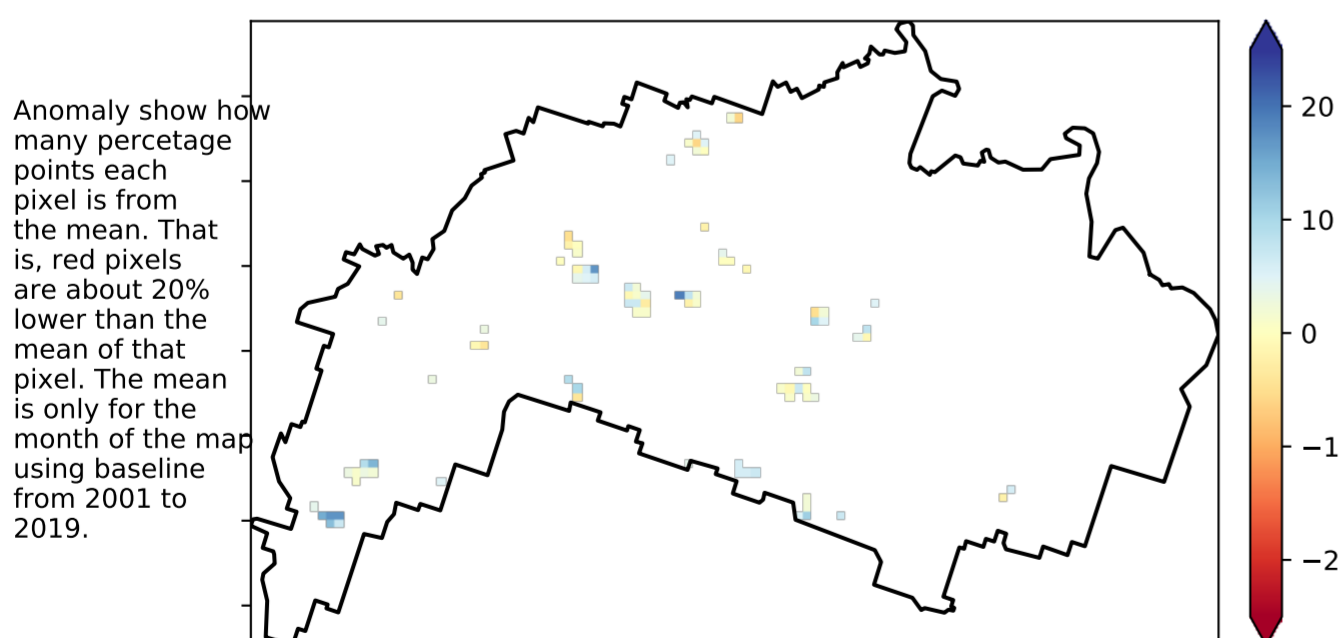 Anomaly show how
many percetage
points each
pixel is from
the mean. That
is, red pixels
are about 20%
lower than the
mean of that
pixel. The mean
is only for the
month of the map
using baseline
from 2001 to
2019.
20
10
0
−1
−2